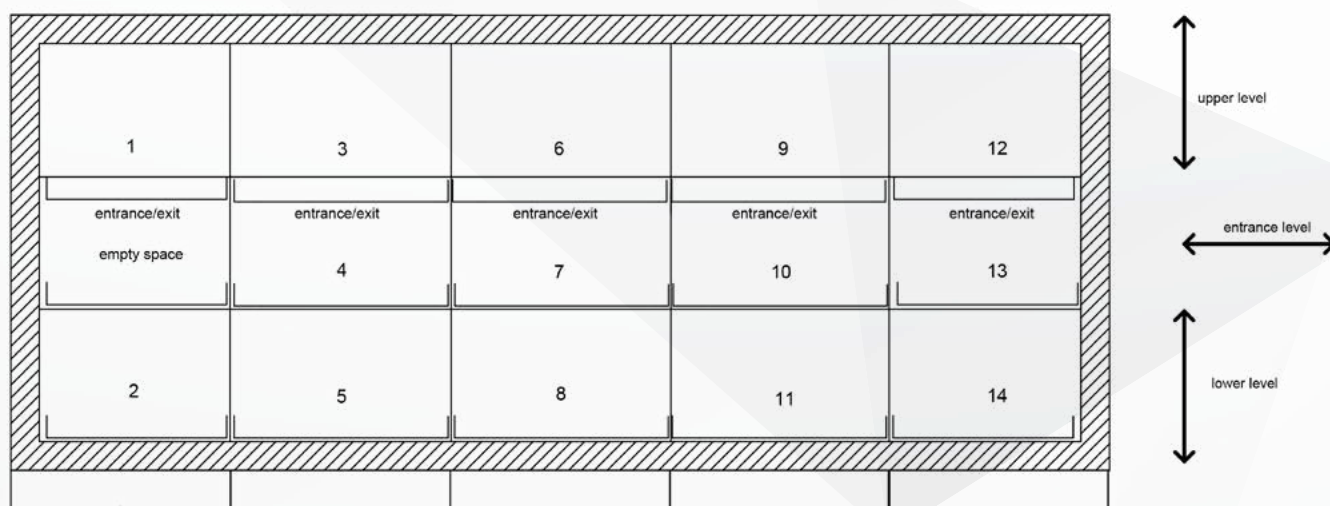 upper level
1 3 6 9 12
entrance/exit entrance/exit entrance/exit entrance/exit entrance/exit
entrance level
empty space 4 7 10 13
2 5 8 11 14
lower level